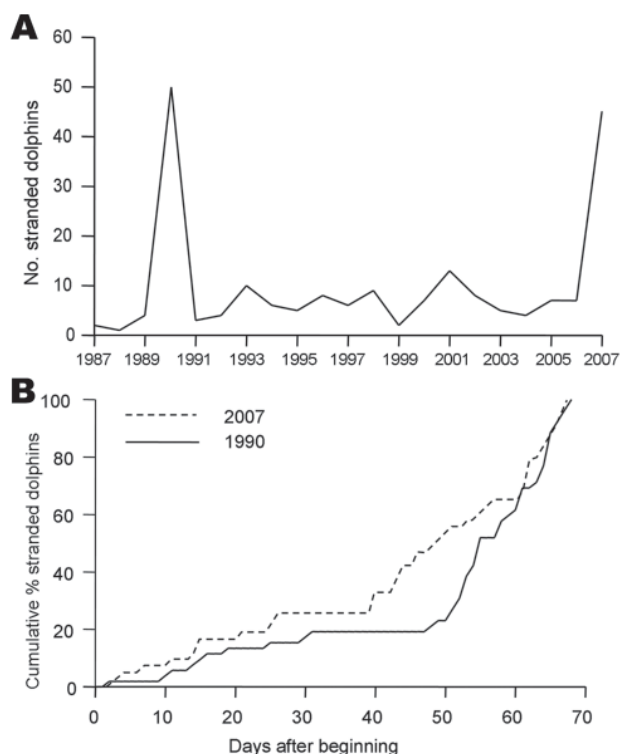 A
No. stranded dolphins
60
50
40
30
20
10
0
1987 1989 1991 1993 1995 1997 1999 2001 2003 2005 2007
B
Cumulative % stranded dolphins
2007
1990
100
80
60
40
20
0
0 10 20 30 40 50 60 70
Days after beginning